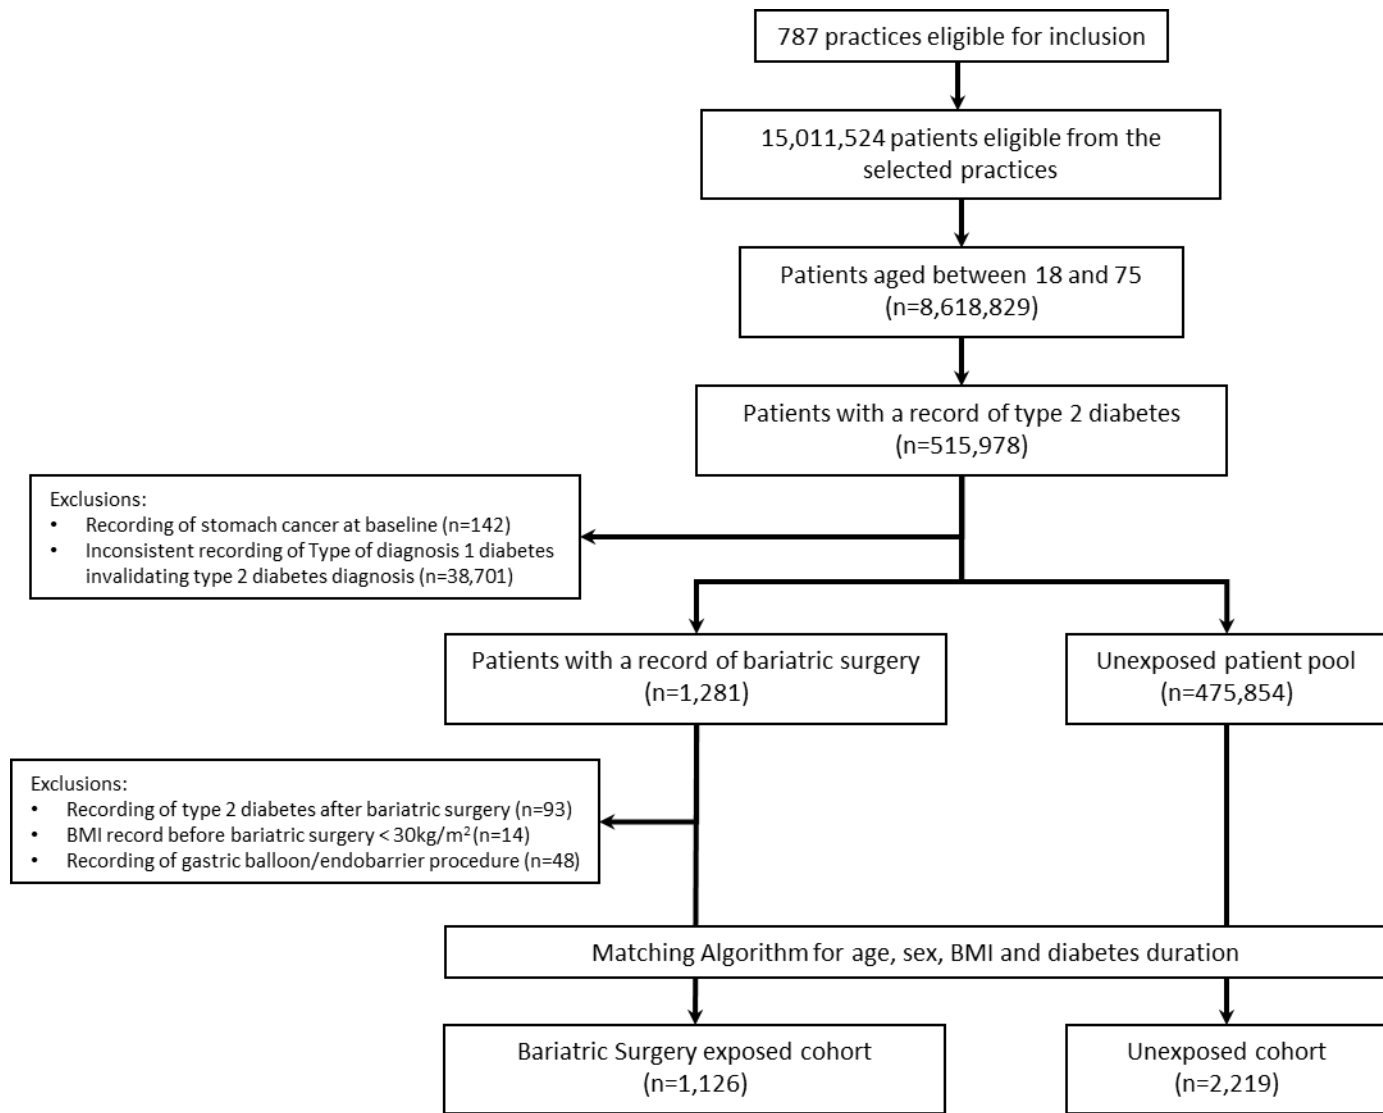 787 practices eligible for inclusion
15,011,524 patients eligible from the
selected practices
Patients aged between 18 and 75
(n=8,618,829)
Patients with a record of type 2 diabetes
(n=515,978)
Exclusions:
• Recording of stomach cancer at baseline (n=142)
• Inconsistent recording of Type of diagnosis 1 diabetes
invalidating type 2 diabetes diagnosis (n=38,701)
Patients with a record of bariatric surgery
(n=1,281)
Unexposed patient pool
(n=475,854)
Exclusions:
• Recording of type 2 diabetes after bariatric surgery (n=93)
• BMI record before bariatric surgery < 30kg/m² (n=14)
• Recording of gastric balloon/endobarrier procedure (n=48)
Matching Algorithm for age, sex, BMI and diabetes duration
Bariatric Surgery exposed cohort
(n=1,126)
Unexposed cohort
(n=2,219)